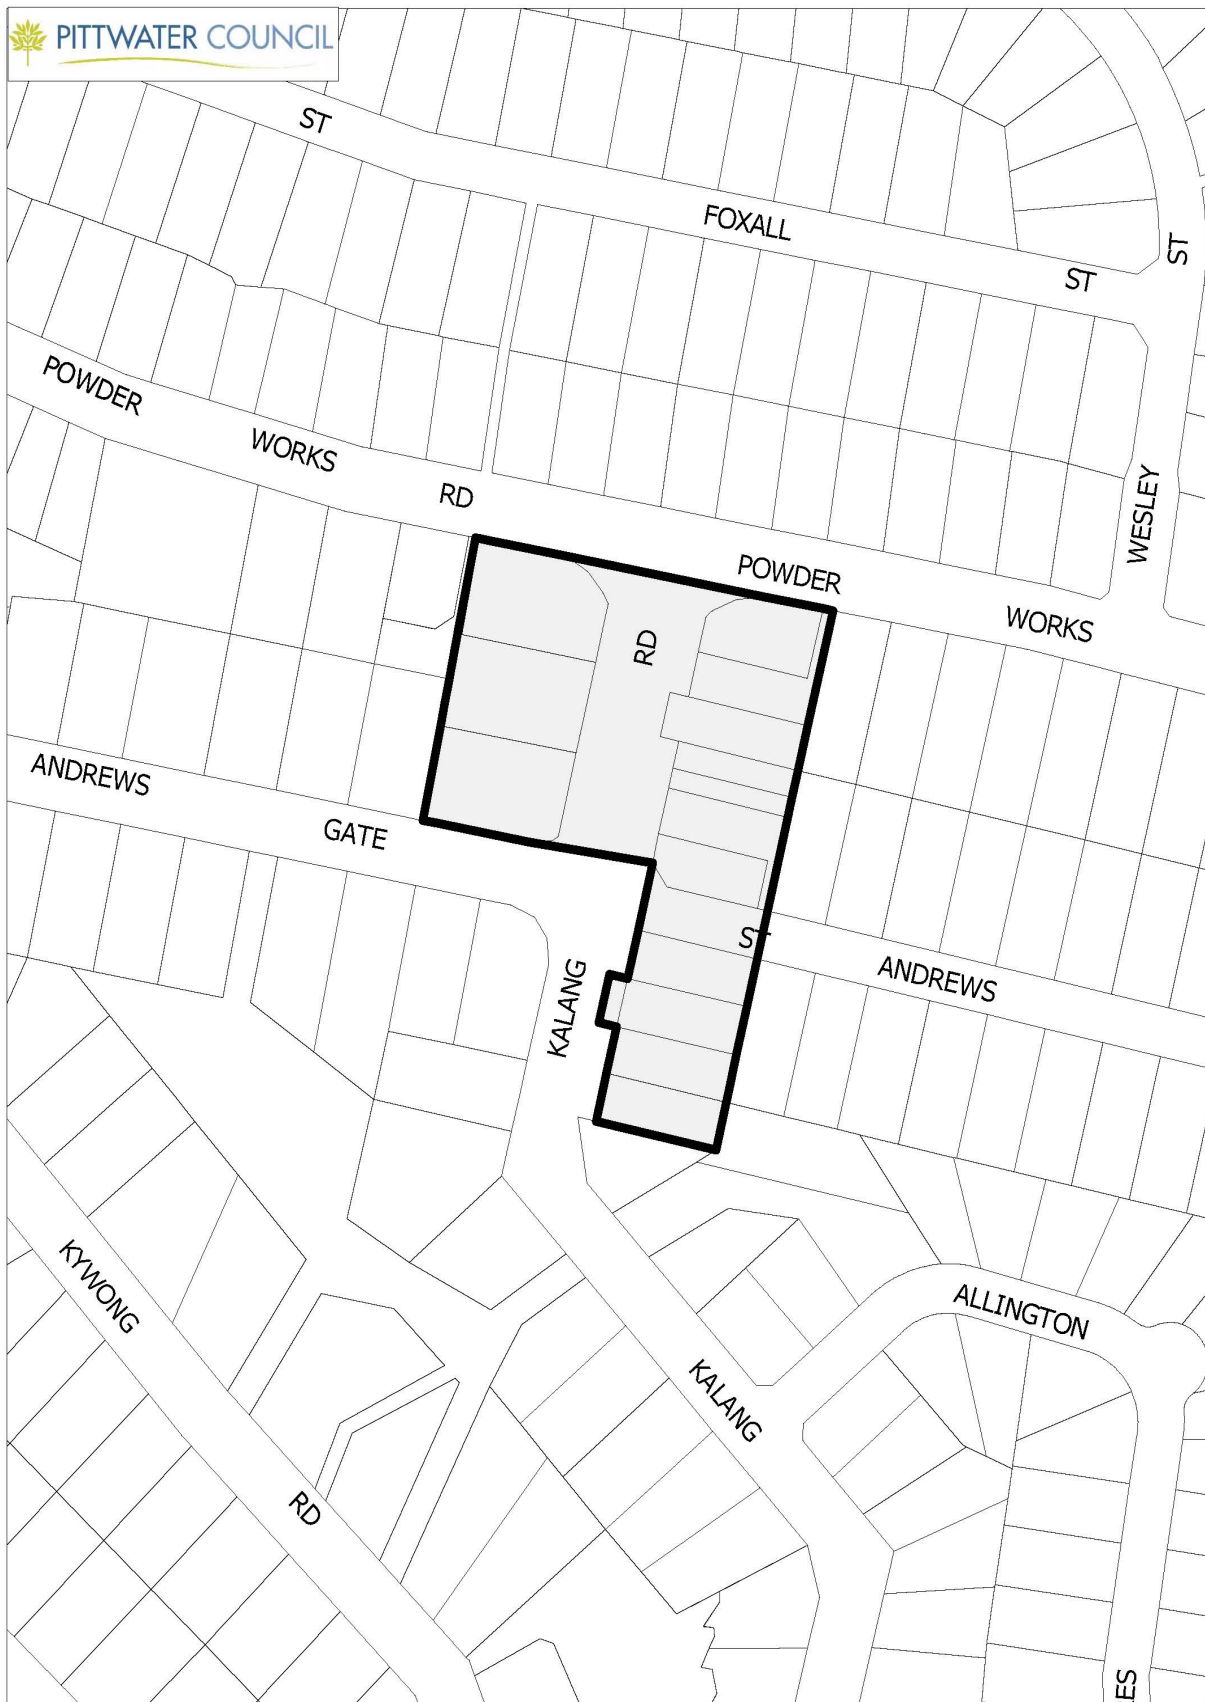 PITTWATER COUNCIL
ST
FOXALL
ST
ST
POWDER
WORKS
RD
WESLEY
POWDER
WORKS
RD
ANDREWS
GATE
ST
ANDREWS
KALANG
KYWONG
ALLINGTON
KALANG
RD
ES